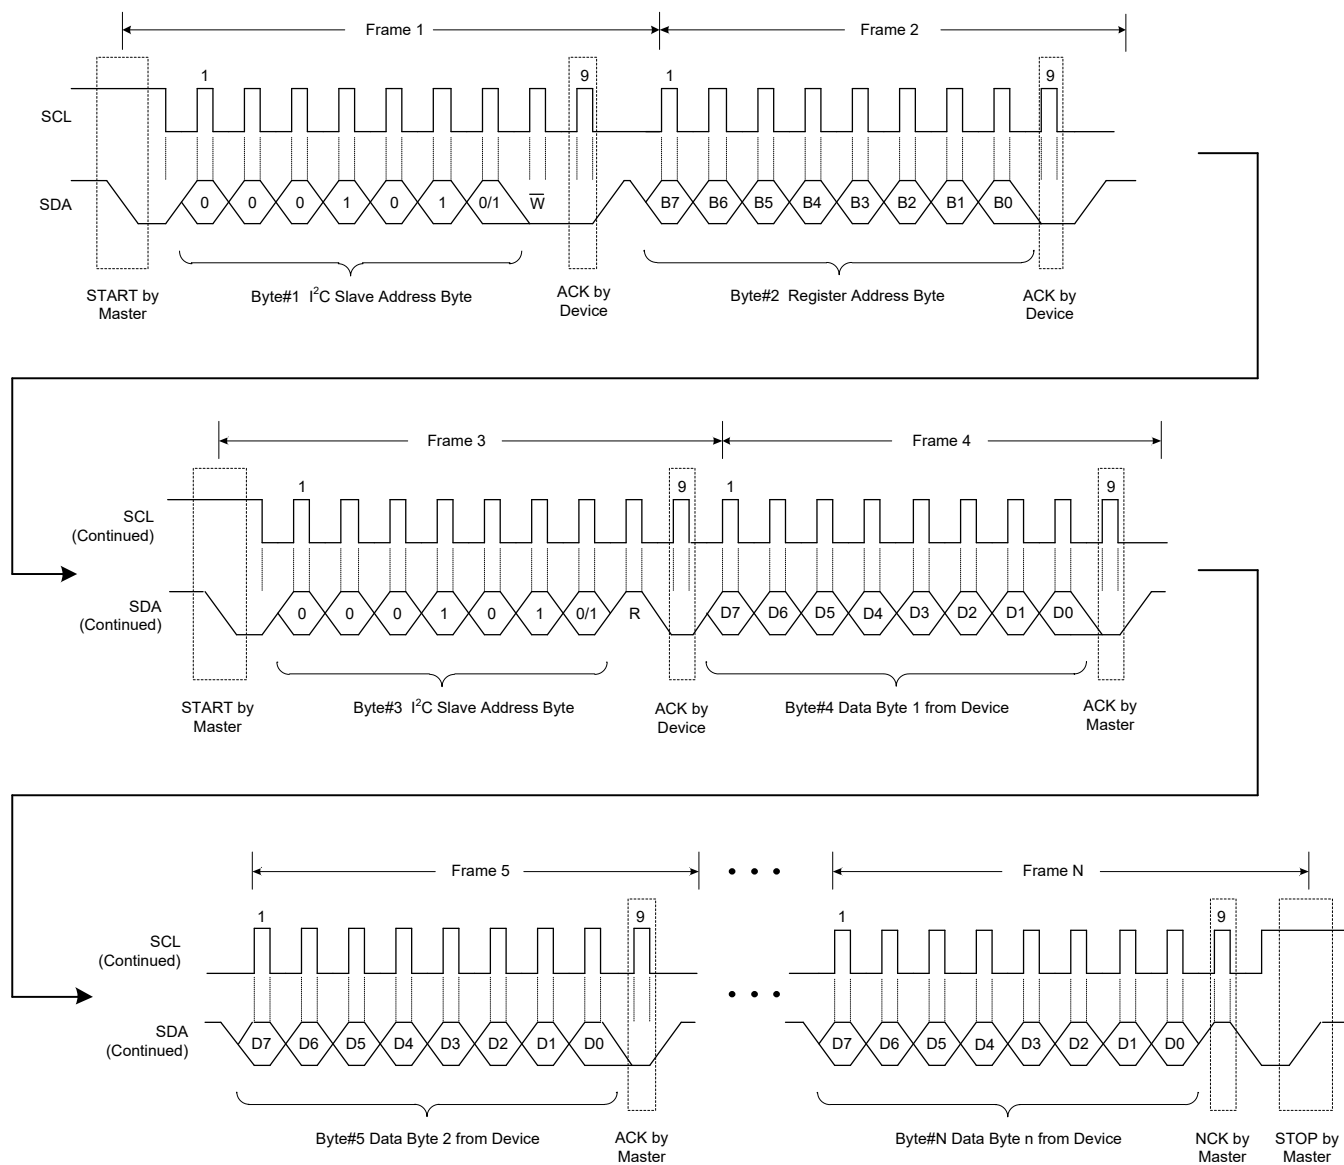 Frame 1
Frame 2
1
9
1
9
SCL
SDA
0 0 0 1 0 1 0/1 W̅
B7 B6 B5 B4 B3 B2 B1 B0
START by
Master
Byte#1 I²C Slave Address Byte
ACK by
Device
Byte#2 Register Address Byte
ACK by
Device
Frame 3
Frame 4
1
9
1
9
SCL
(Continued)
SDA
(Continued)
0 0 0 1 0 1 0/1 R
D7 D6 D5 D4 D3 D2 D1 D0
START by
Master
Byte#3 I²C Slave Address Byte
ACK by
Device
Byte#4 Data Byte 1 from Device
ACK by
Master
Frame 5
Frame N
1
9
1
9
SCL
(Continued)
SDA
(Continued)
D7 D6 D5 D4 D3 D2 D1 D0
D7 D6 D5 D4 D3 D2 D1 D0
Byte#5 Data Byte 2 from Device
ACK by
Master
Byte#N Data Byte n from Device
NCK by
Master
STOP by
Master